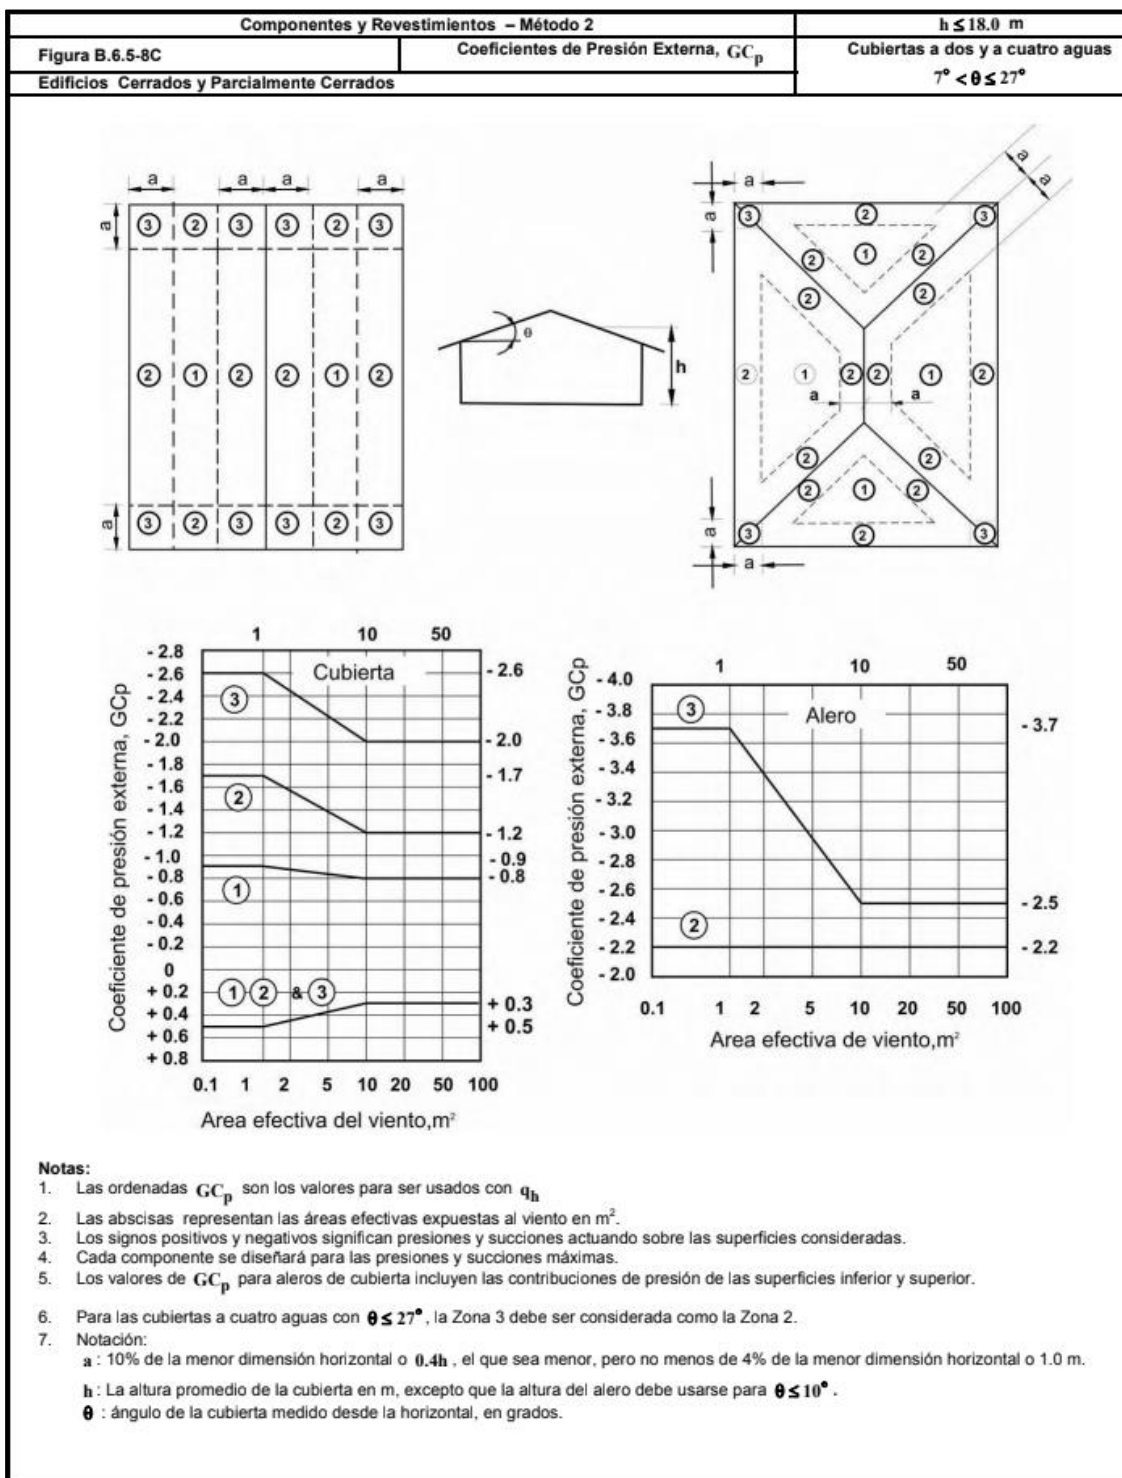 Componentes y Revestimientos – Método 2
h ≤ 18.0 m
Figura B.6.5-8C
Coeficientes de Presión Externa, GCp
Cubiertas a dos y a cuatro aguas
7° < θ ≤ 27°
Edificios Cerrados y Parcialmente Cerrados
a a a a
a
3 2 3 3 2 3
2 1 2 2 1 2
a
3 2 3 3 2 3
θ
h
a
a
a
a
3 2 3
2 1 2
2 2
2 1 2 2 1 2
a a
2 2
2 1 2
3 2 3
a
a
1 10 50
Cubierta
Coeficiente de presión externa, GCp
- 2.8
- 2.6
- 2.4
- 2.2
- 2.0
- 1.8
- 1.6
- 1.4
- 1.2
- 1.0
- 0.8
- 0.6
- 0.4
- 0.2
0
+ 0.2
+ 0.4
+ 0.6
+ 0.8
3
2
1
1 2 & 3
- 2.6
- 2.0
- 1.7
- 1.2
- 0.9
- 0.8
+ 0.3
+ 0.5
0.1 1 2 5 10 20 50 100
Area efectiva del viento,m²
1 10 50
Alero
Coeficiente de presión externa, GCp
- 4.0
- 3.8
- 3.6
- 3.4
- 3.2
- 3.0
- 2.8
- 2.6
- 2.4
- 2.2
- 2.0
3
2
- 3.7
- 2.5
- 2.2
0.1 1 2 5 10 20 50 100
Area efectiva de viento,m²
Notas:
1. Las ordenadas GCp son los valores para ser usados con qh
2. Las abscisas representan las áreas efectivas expuestas al viento en m².
3. Los signos positivos y negativos significan presiones y succiones actuando sobre las superficies consideradas.
4. Cada componente se diseñará para las presiones y succiones máximas.
5. Los valores de GCp para aleros de cubierta incluyen las contribuciones de presión de las superficies inferior y superior.
6. Para las cubiertas a cuatro aguas con θ ≤ 27°, la Zona 3 debe ser considerada como la Zona 2.
7. Notación:
a : 10% de la menor dimensión horizontal o 0.4h , el que sea menor, pero no menos de 4% de la menor dimensión horizontal o 1.0 m.
h : La altura promedio de la cubierta en m, excepto que la altura del alero debe usarse para θ ≤ 10° .
θ : ángulo de la cubierta medido desde la horizontal, en grados.